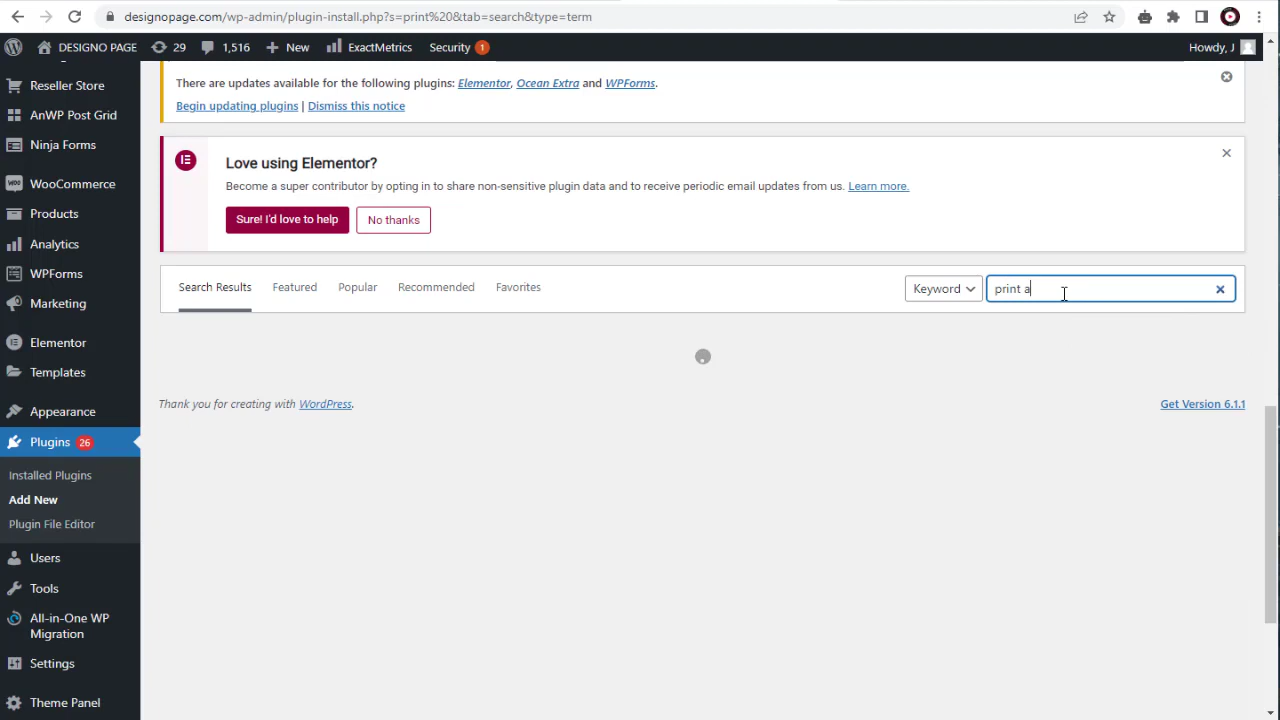 designopage.com/wp-admin/plugin-install.php?s=print%20&tab=search&type=term
DESIGNO PAGE 29 1,516 New ExactMetrics Security 1 Howdy, J
Reseller Store
AnWP Post Grid
Ninja Forms
WooCommerce
Products
Analytics
WPForms
Marketing
Elementor
Templates
Appearance
Plugins 26
Installed Plugins
Add New
Plugin File Editor
Users
Tools
All-in-One WP
Migration
Settings
Theme Panel
There are updates available for the following plugins: Elementor, Ocean Extra and WPForms.
Begin updating plugins | Dismiss this notice
Love using Elementor?
Become a super contributor by opting in to share non-sensitive plugin data and to receive periodic email updates from us. Learn more.
Sure! I'd love to help No thanks
Search Results Featured Popular Recommended Favorites Keyword print a
Thank you for creating with WordPress. Get Version 6.1.1